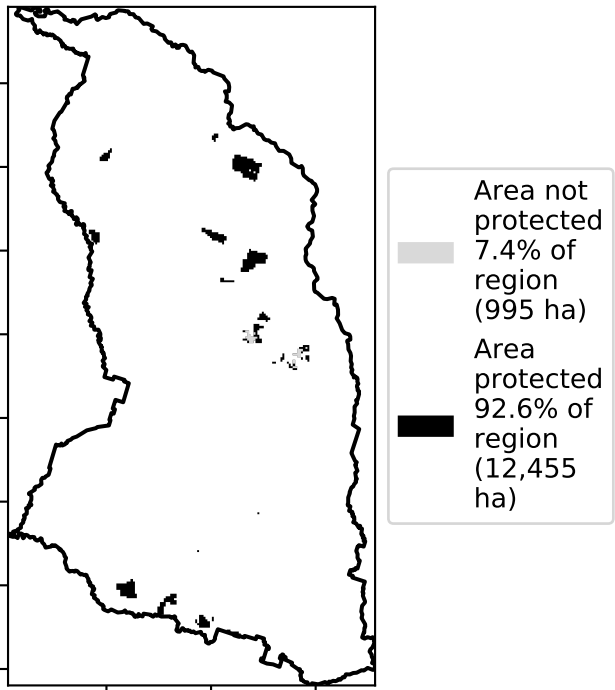 Area not
protected
7.4% of
region
(995 ha)
Area
protected
92.6% of
region
(12,455
ha)